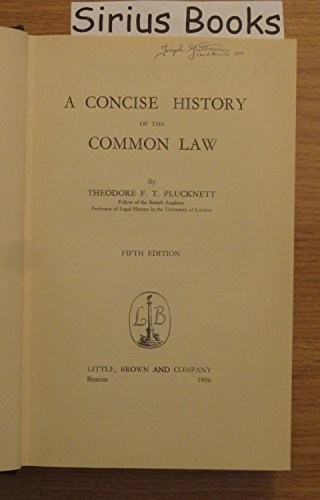 Sirius Books
Joseph
A CONCISE HISTORY
OF THE
COMMON LAW
By
THEODORE F. T. PLUCKNETT
Fellow of the British Academy
Professor of Legal History in the University of London
FIFTH EDITION
L B
LITTLE, BROWN AND COMPANY
Boston 1956